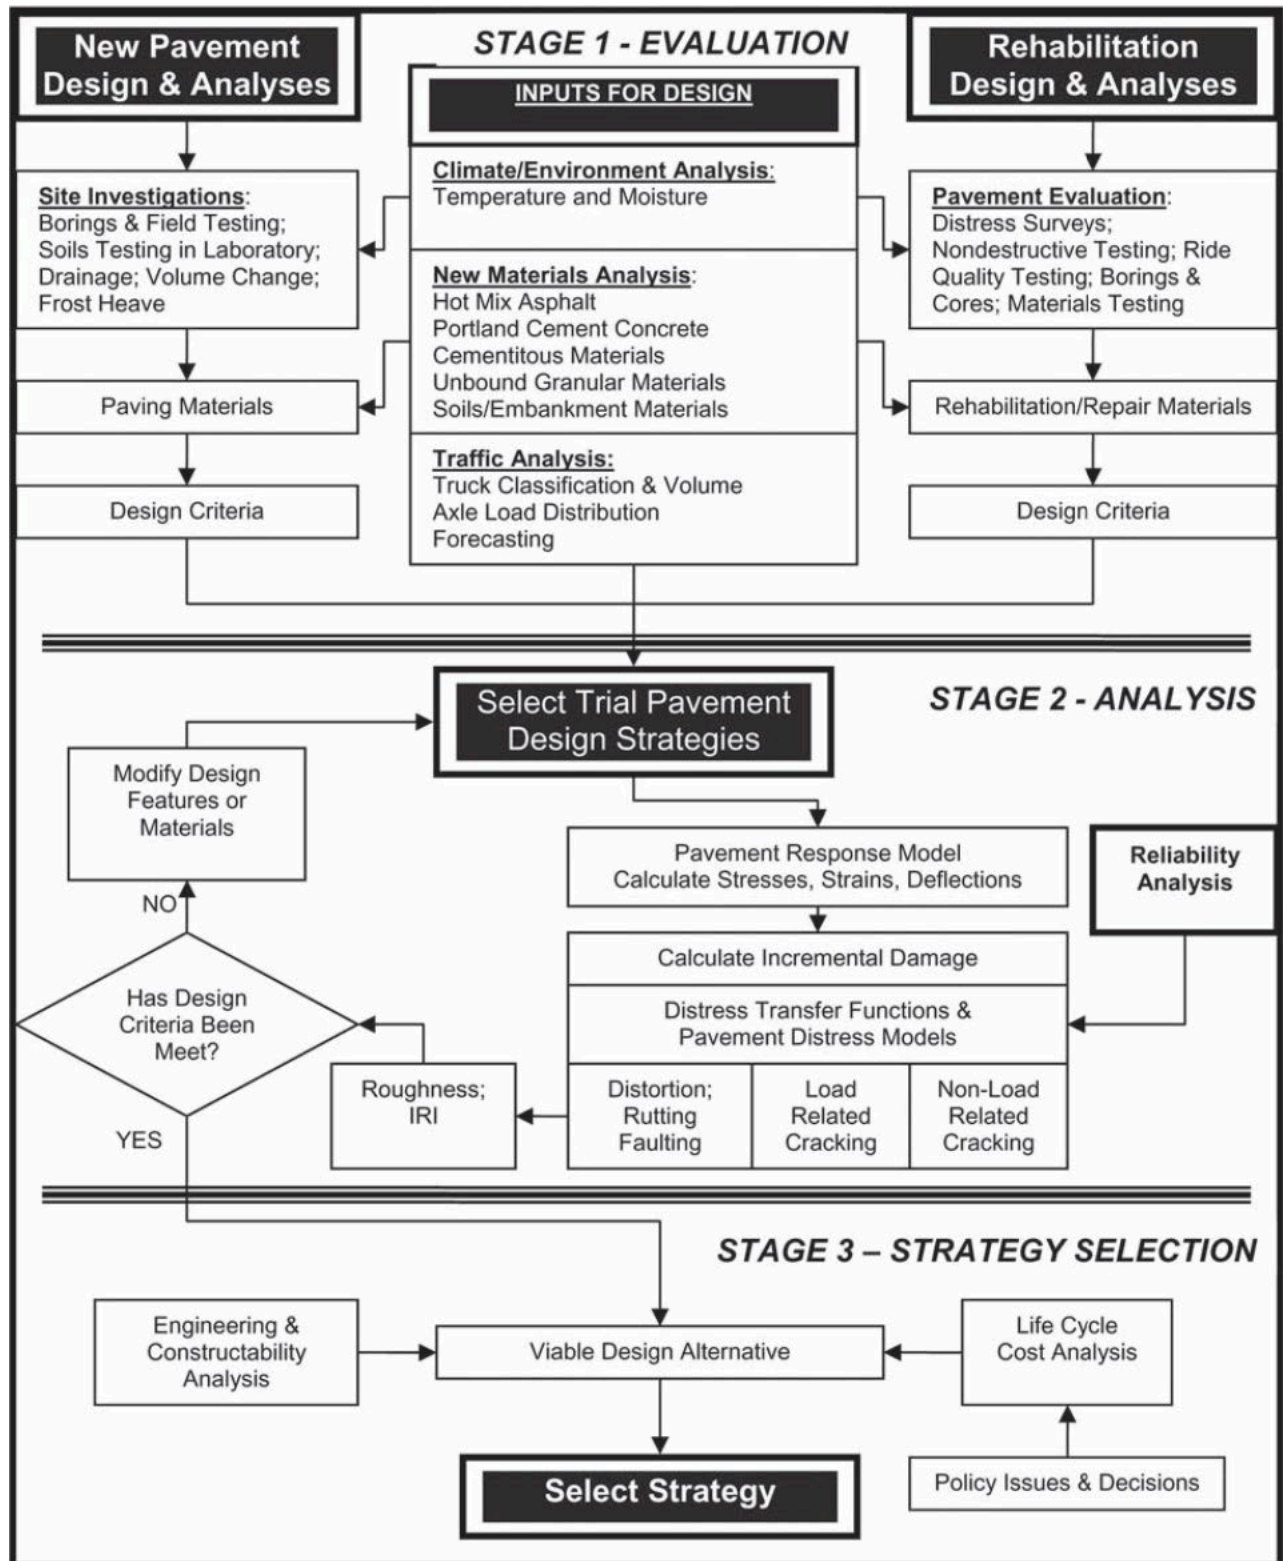 New Pavement
Design & Analyses
STAGE 1 - EVALUATION
Rehabilitation
Design & Analyses
INPUTS FOR DESIGN
Climate/Environment Analysis:
Temperature and Moisture
Site Investigations:
Borings & Field Testing;
Soils Testing in Laboratory;
Drainage; Volume Change;
Frost Heave
Pavement Evaluation:
Distress Surveys;
Nondestructive Testing; Ride
Quality Testing; Borings &
Cores; Materials Testing
New Materials Analysis:
Hot Mix Asphalt
Portland Cement Concrete
Cementitous Materials
Unbound Granular Materials
Soils/Embankment Materials
Paving Materials
Rehabilitation/Repair Materials
Traffic Analysis:
Truck Classification & Volume
Axle Load Distribution
Forecasting
Design Criteria
Design Criteria
Select Trial Pavement
Design Strategies
STAGE 2 - ANALYSIS
Modify Design
Features or
Materials
Pavement Response Model
Calculate Stresses, Strains, Deflections
Reliability
Analysis
NO
Calculate Incremental Damage
Has Design
Criteria Been
Meet?
Distress Transfer Functions &
Pavement Distress Models
Roughness;
IRI
Distortion;
Rutting
Faulting
Load
Related
Cracking
Non-Load
Related
Cracking
YES
STAGE 3 – STRATEGY SELECTION
Engineering &
Constructability
Analysis
Viable Design Alternative
Life Cycle
Cost Analysis
Select Strategy
Policy Issues & Decisions